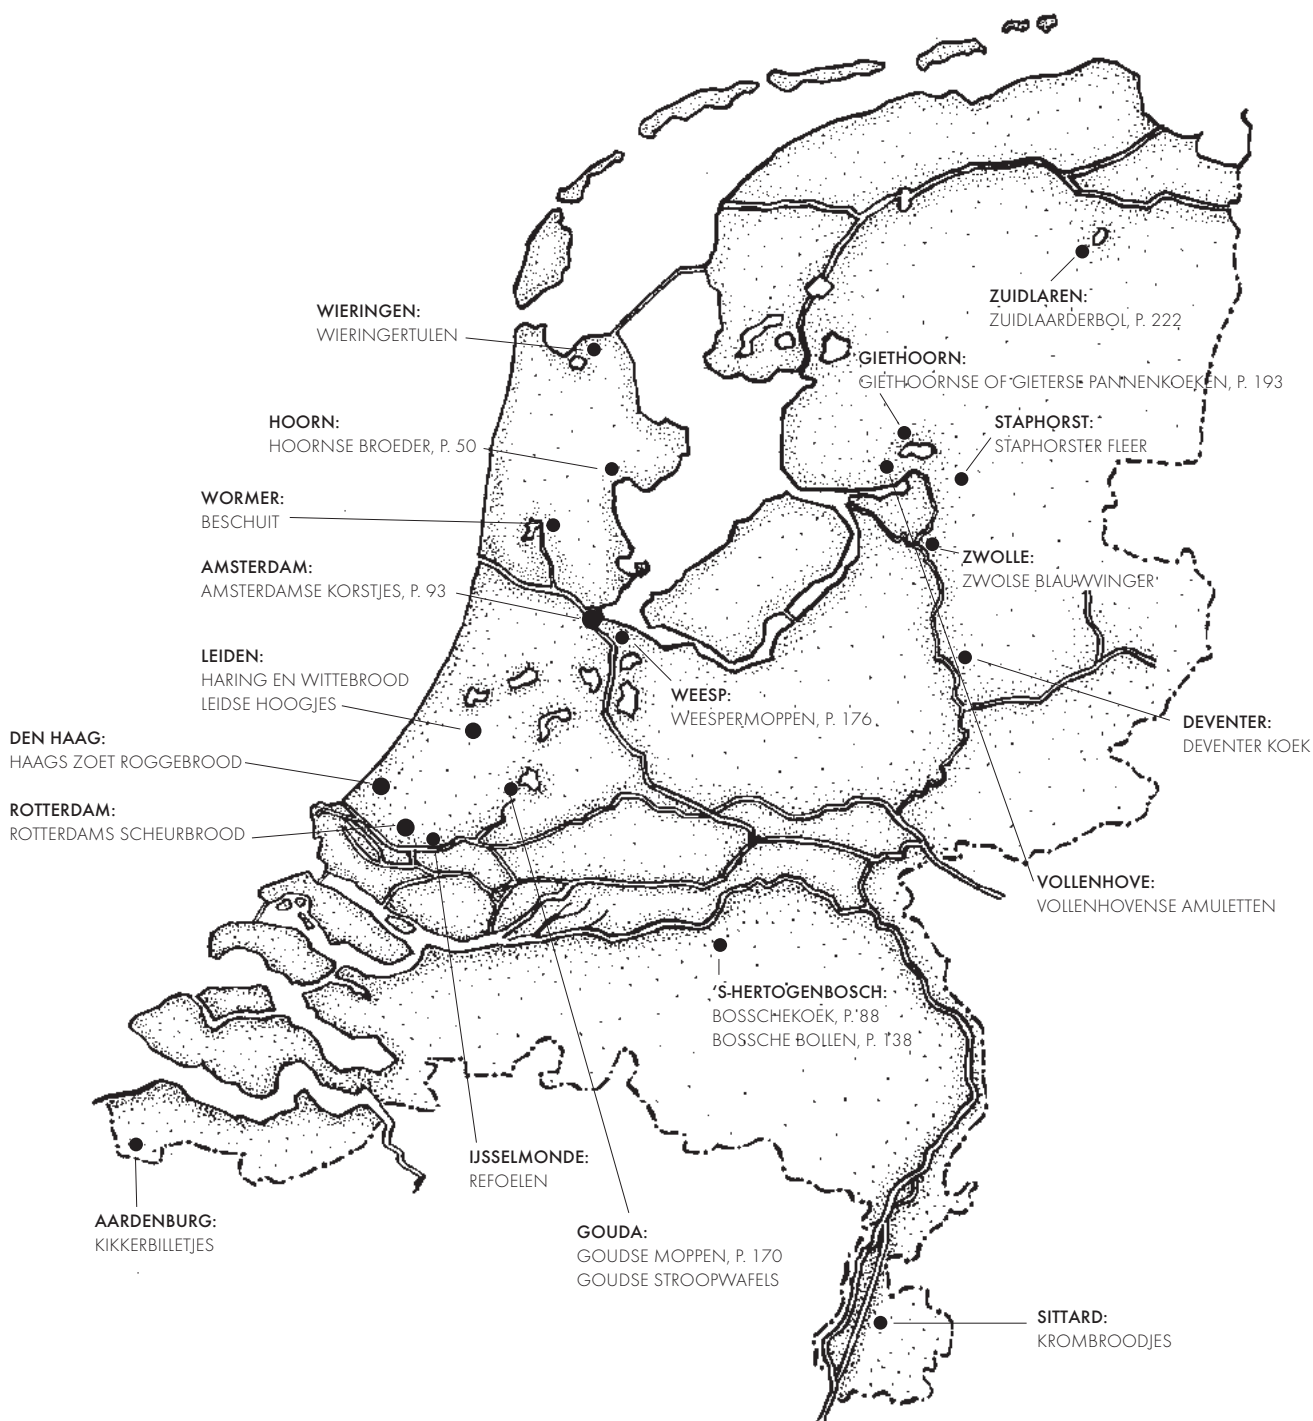 WIERINGEN:
WIERINGERTULEN
ZUIDLAREN:
ZUIDLAARDERBOL, P. 222
GIETHOORN:
GIETHOORNSE OF GIETERSE PANNENKOEKEN, P. 193
HOORN:
HOORNSE BROEDER, P. 50
STAPHORST:
STAPHORSTER FLEER
WORMER:
BESCHUIT
ZWOLLE:
ZWOLSE BLAUWVINGER
AMSTERDAM:
AMSTERDAMSE KORSTJES, P. 93
LEIDEN:
HARING EN WITTEBROOD
LEIDSE HOOGJES
WEESP:
WEESPERMOPPEN, P. 176
DEVENTER:
DEVENTER KOEK
DEN HAAG:
HAAGS ZOET ROGGEBROOD
ROTTERDAM:
ROTTERDAMS SCHEURBROOD
VOLLENHOVE:
VOLLENHOVENSE AMULETTEN
'S-HERTOGENBOSCH:
BOSSCHEKOEK, P. 88
BOSSCHE BOLLEN, P. 138
IJSSELMONDE:
REFOELEN
AARDENBURG:
KIKKERBILLETJES
GOUDA:
GOUDSE MOPPEN, P. 170
GOUDSE STROOPWAFELS
SITTARD:
KROMBROODJES